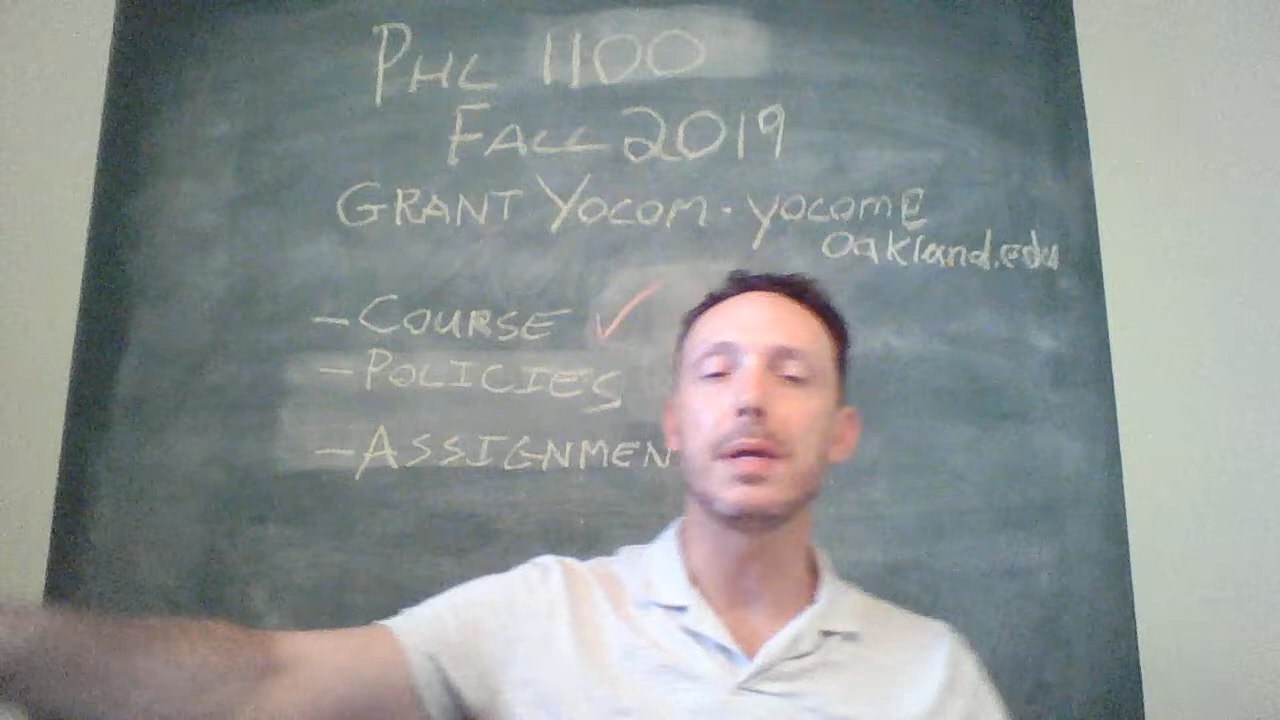 PHL 1100
FALL 2019
GRANT YOCOM · yocom@
oakland.edu
- COURSE ✓
- POLICIES
- ASSIGNMEN